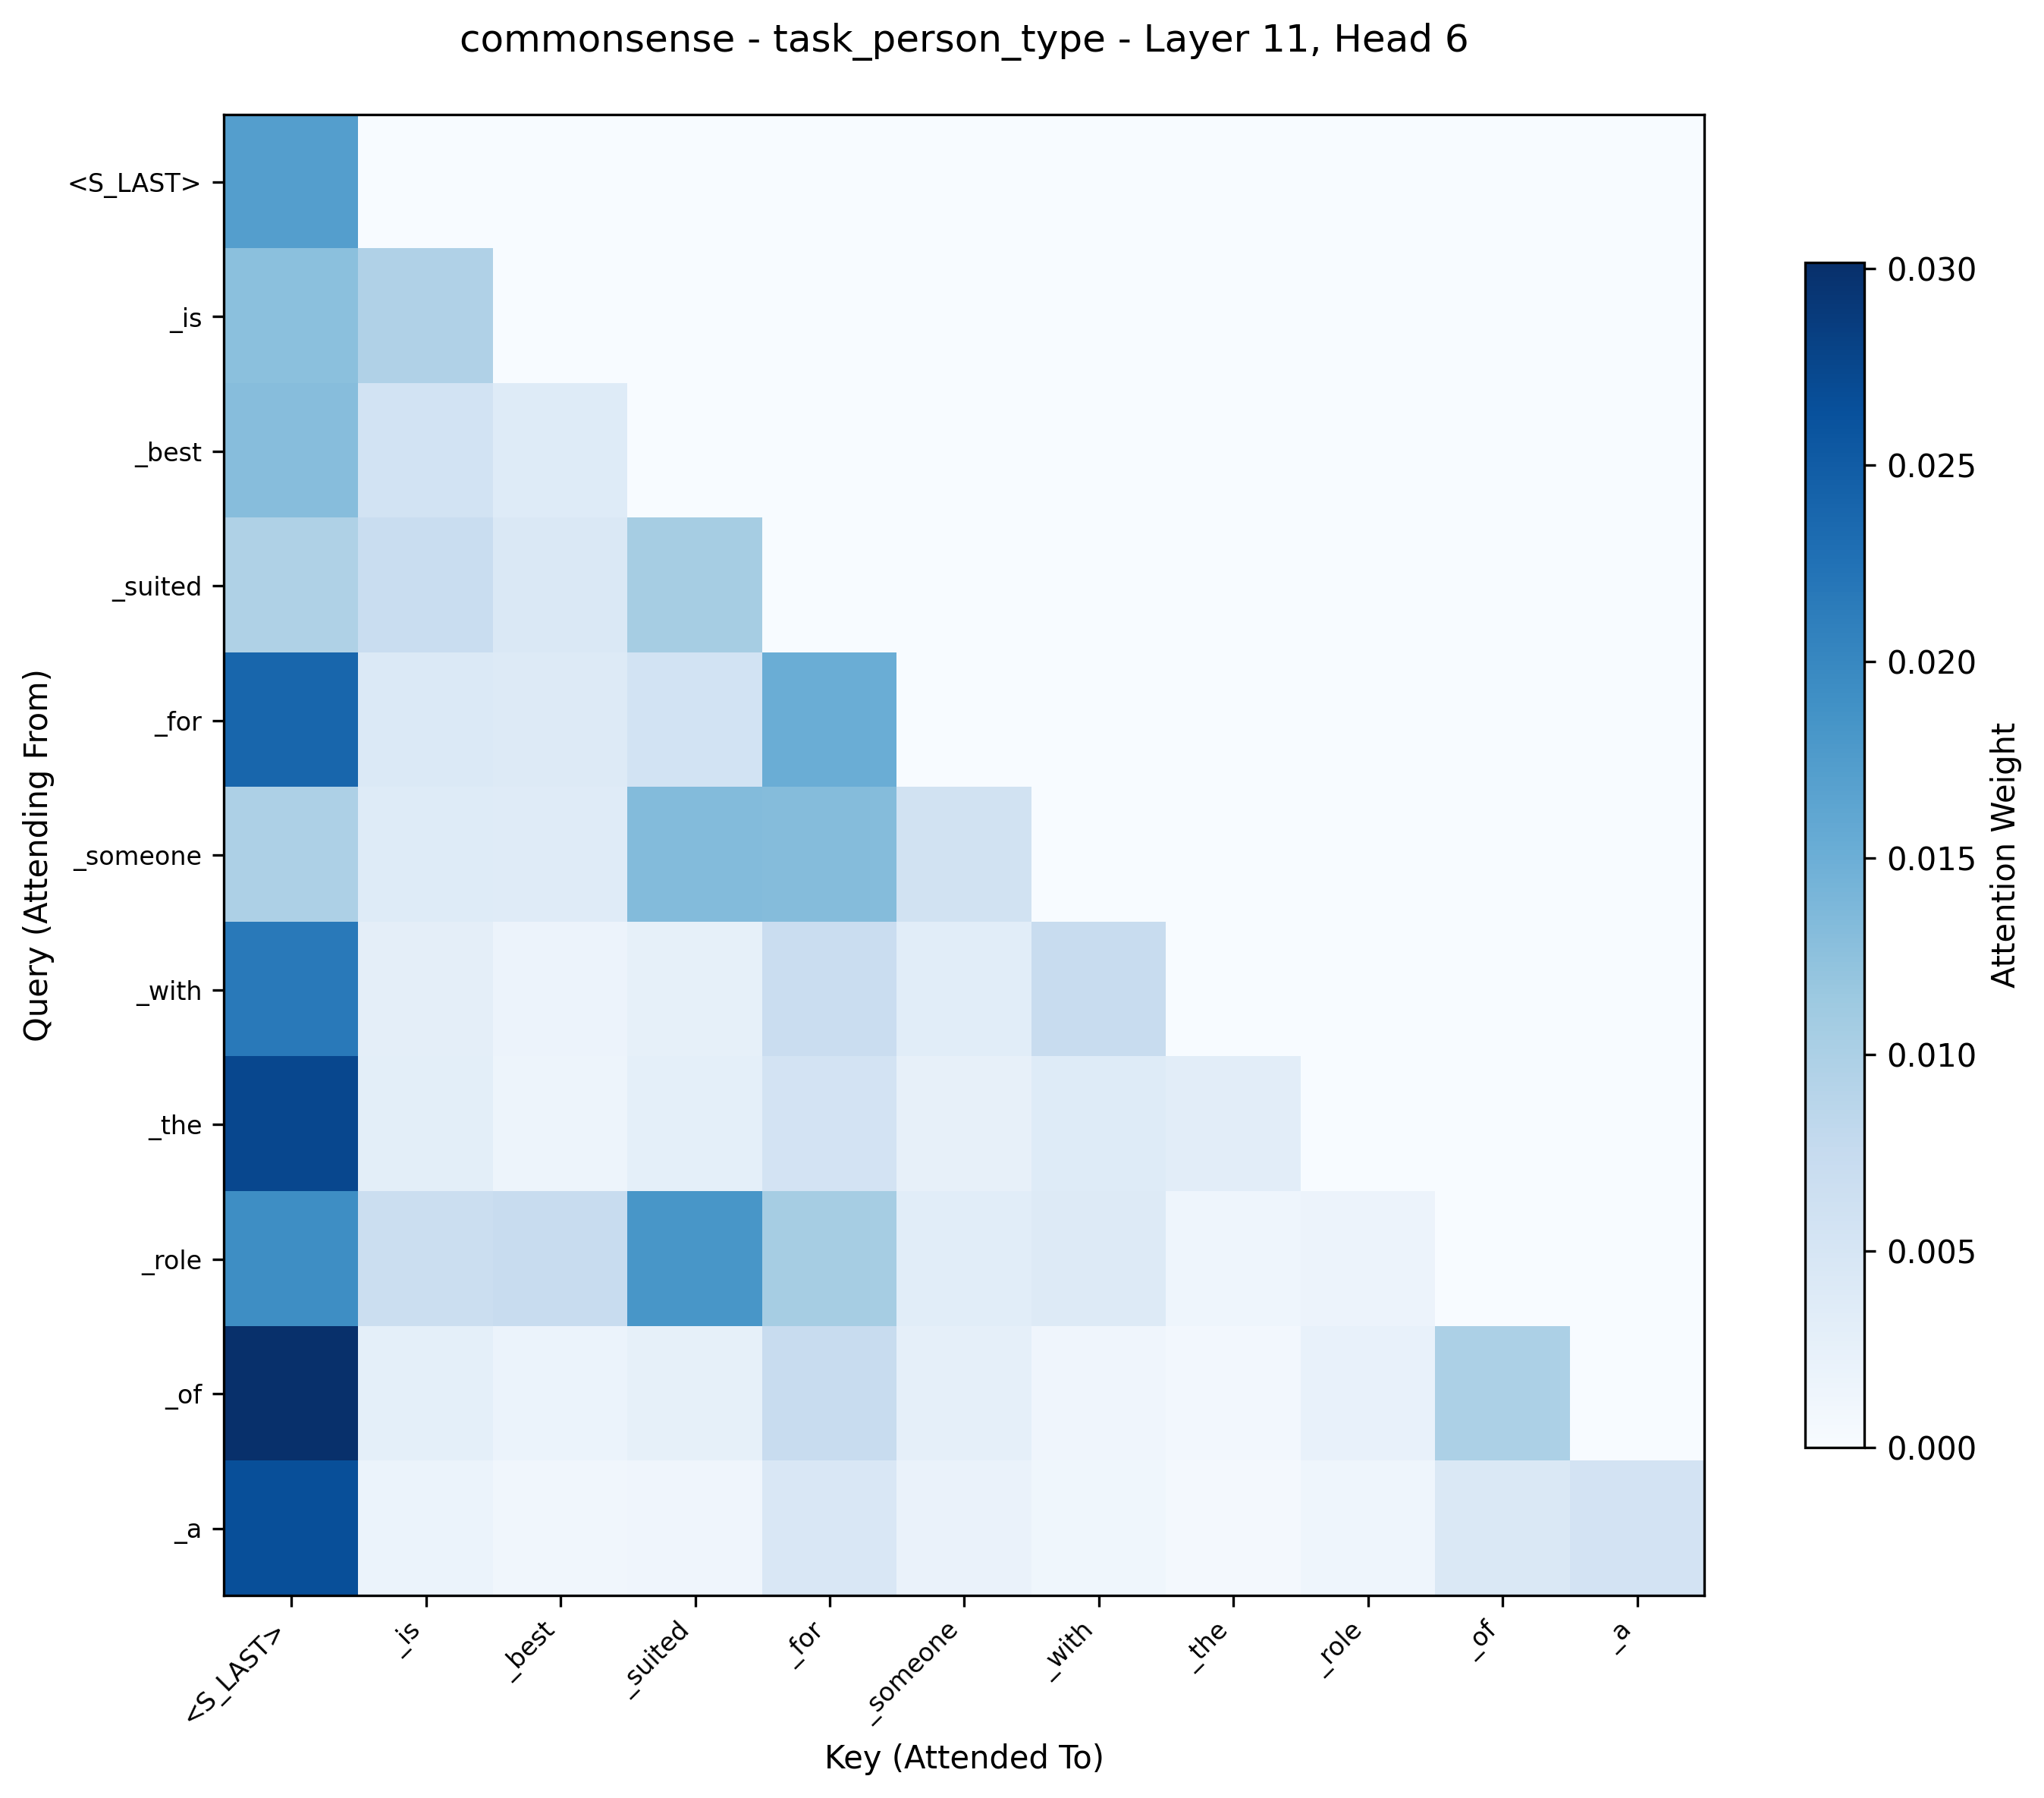 commonsense - task_person_type - Layer 11, Head 6
Query (Attending From)
<S_LAST>
_is
_best
_suited
_for
_someone
_with
_the
_role
_of
_a
<S_LAST>
_is
_best
_suited
_for
_someone
_with
_the
_role
_of
_a
Key (Attended To)
0.030
0.025
0.020
0.015
0.010
0.005
0.000
Attention Weight